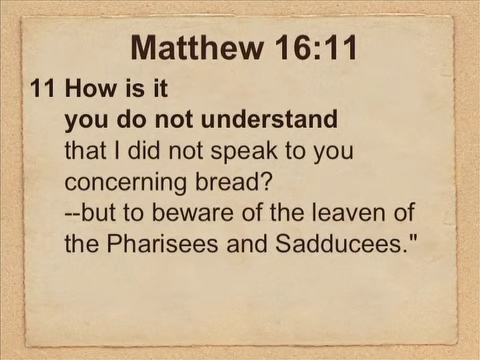 Matthew 16:11
11 How is it
you do not understand
that I did not speak to you
concerning bread?
--but to beware of the leaven of
the Pharisees and Sadducees."